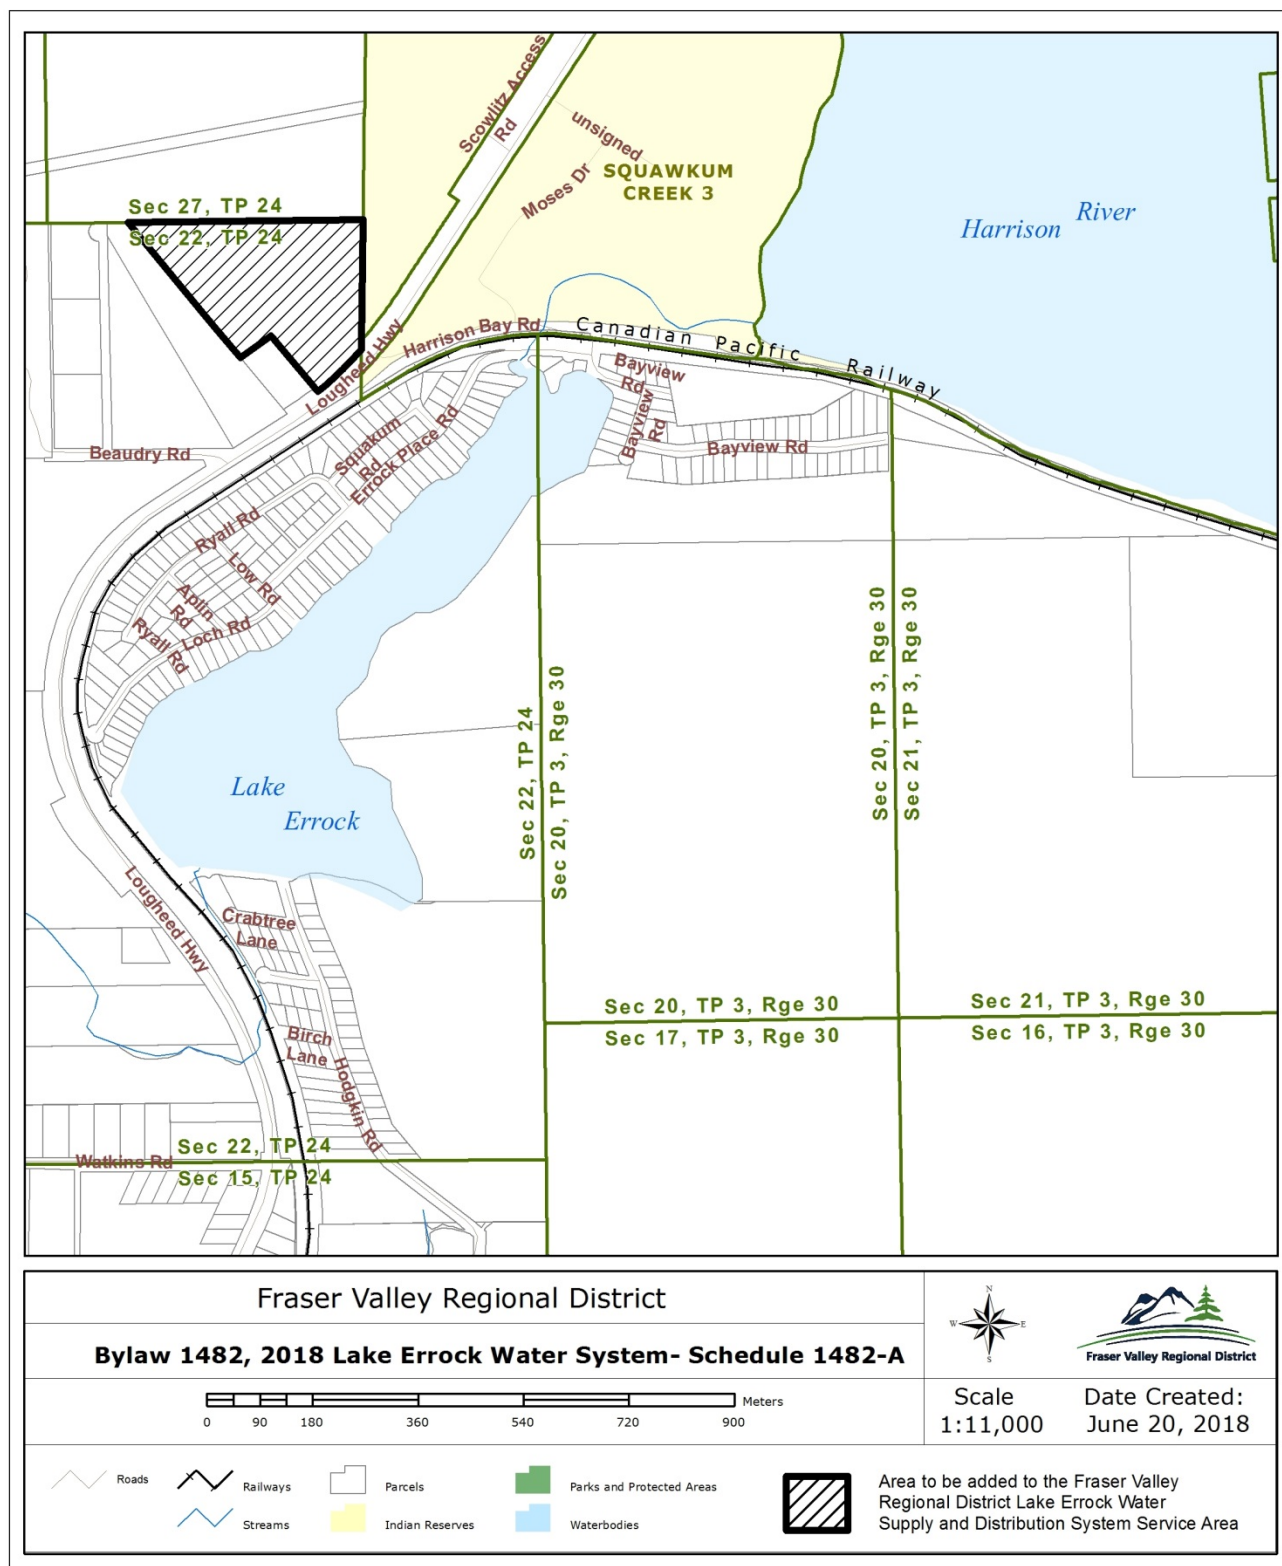 Scowlitz Access
Rd
unsigned
Moses Dr
SQUAWKUM
CREEK 3
Harrison
River
Sec 27, TP 24
Sec 22, TP 24
Lougheed Hwy
Harrison Bay Rd
Canadian Pacific Railway
Bayview
Rd
Bayview
Rd
Bayview Rd
Beaudry Rd
Squakum
Rd
Errock Place Rd
Ryall Rd
Low Rd
Aplin
Rd
Loch Rd
Ryall Rd
Sec 22, TP 24
Sec 20, TP 3, Rge 30
Sec 20, TP 3, Rge 30
Sec 21, TP 3, Rge 30
Lake
Errock
Lougheed Hwy
Crabtree
Lane
Birch
Lane
Hodgkin Rd
Sec 20, TP 3, Rge 30
Sec 17, TP 3, Rge 30
Sec 21, TP 3, Rge 30
Sec 16, TP 3, Rge 30
Watkins Rd
Sec 22, TP 24
Sec 15, TP 24
Fraser Valley Regional District
Bylaw 1482, 2018 Lake Errock Water System- Schedule 1482-A
0 90 180 360 540 720 900 Meters
N
W E
S
Fraser Valley Regional District
Scale
1:11,000
Date Created:
June 20, 2018
Roads
Railways
Parcels
Parks and Protected Areas
Streams
Indian Reserves
Waterbodies
Area to be added to the Fraser Valley
Regional District Lake Errock Water
Supply and Distribution System Service Area